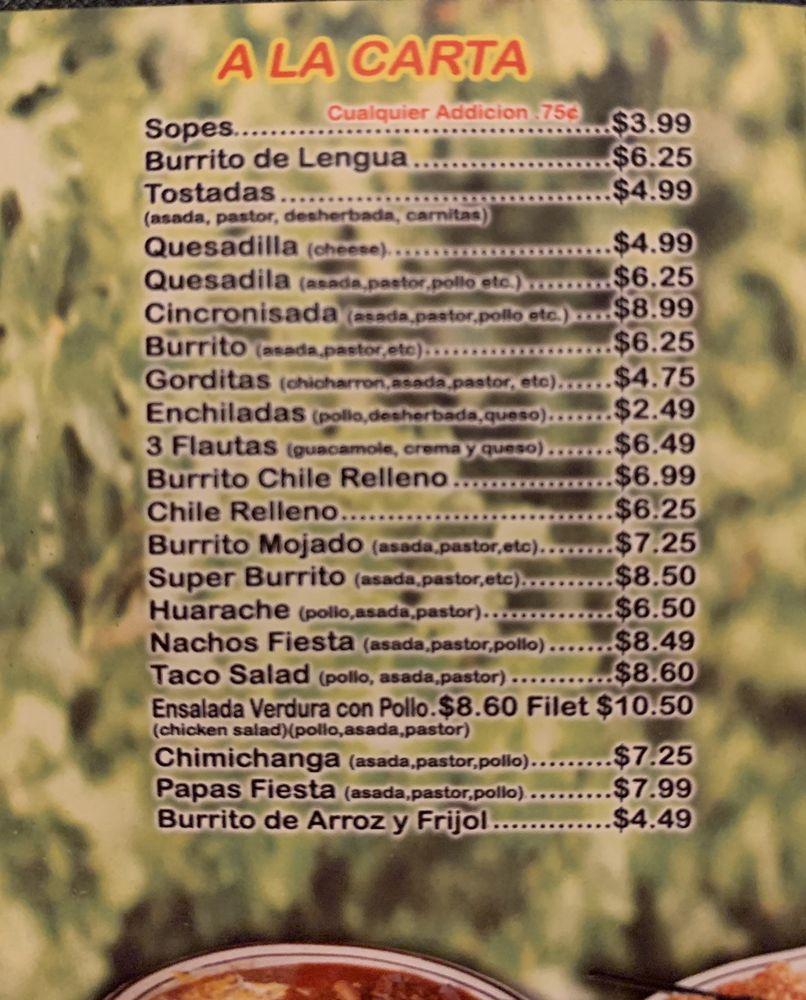 A LA CARTA
Cualquier Addicion .75¢
Sopes..........................................$3.99
Burrito de Lengua......................$6.25
Tostadas.....................................$4.99
(asada, pastor, desherbada, carnitas)
Quesadilla (cheese).........................$4.99
Quesadila (asada,pastor,pollo etc.).........$6.25
Cincronisada (asada,pastor,pollo etc.)....$8.99
Burrito (asada,pastor,etc)....................$6.25
Gorditas (chicharron,asada,pastor, etc)......$4.75
Enchiladas (pollo,desherbada,queso).......$2.49
3 Flautas (guacamole, crema y queso).......$6.49
Burrito Chile Relleno.................$6.99
Chile Relleno.............................$6.25
Burrito Mojado (asada,pastor,etc)........$7.25
Super Burrito (asada,pastor,etc)..........$8.50
Huarache (pollo,asada,pastor)..............$6.50
Nachos Fiesta (asada,pastor,pollo).......$8.49
Taco Salad (pollo, asada,pastor)...........$8.60
Ensalada Verdura con Pollo.$8.60 Filet $10.50
(chicken salad)(pollo,asada,pastor)
Chimichanga (asada,pastor,pollo).........$7.25
Papas Fiesta (asada,pastor,pollo).........$7.99
Burrito de Arroz y Frijol.............$4.49